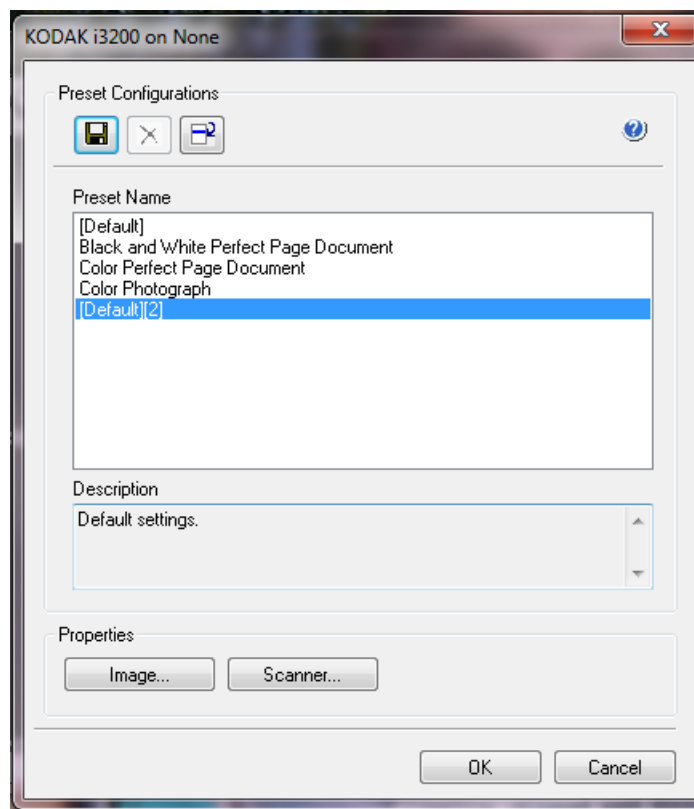 KODAK i3200 on None
Preset Configurations
Preset Name
[Default]
Black and White Perfect Page Document
Color Perfect Page Document
Color Photograph
[Default][2]
Description
Default settings.
Properties
Image...
Scanner...
OK
Cancel